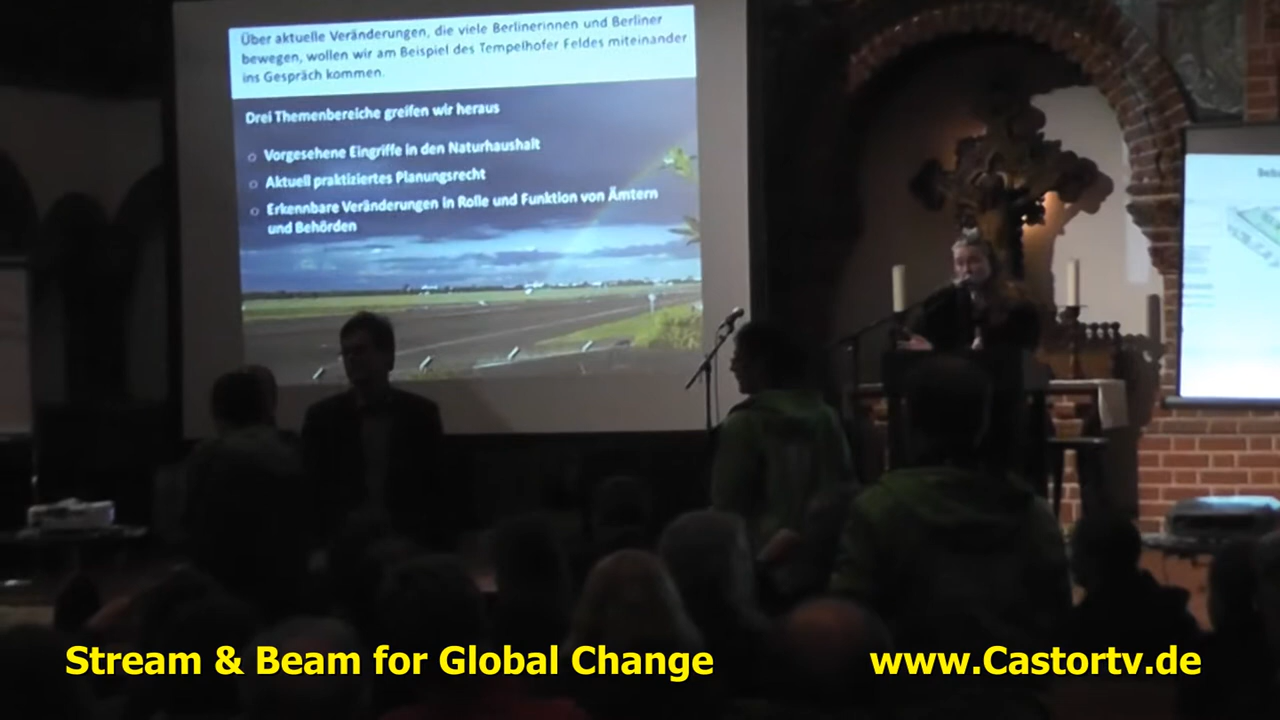 Über aktuelle Veränderungen, die viele Berlinerinnen und Berliner
bewegen, wollen wir am Beispiel des Tempelhofer Feldes miteinander
ins Gespräch kommen.
Drei Themenbereiche greifen wir heraus
Vorgesehene Eingriffe in den Naturhaushalt
Aktuell praktiziertes Planungsrecht
Erkennbare Veränderungen in Rolle und Funktion von Ämtern
und Behörden
Stream & Beam for Global Change
www.Castortv.de